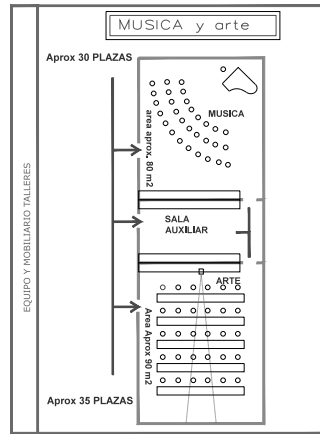 MUSICA y arte
Aprox 30 PLAZAS
MUSICA
area aprox. 80 m2
SALA
AUXILIAR
ARTE
Area Aprox 90 m2
Aprox 35 PLAZAS
EQUIPO Y MOBILIARIO TALLERES